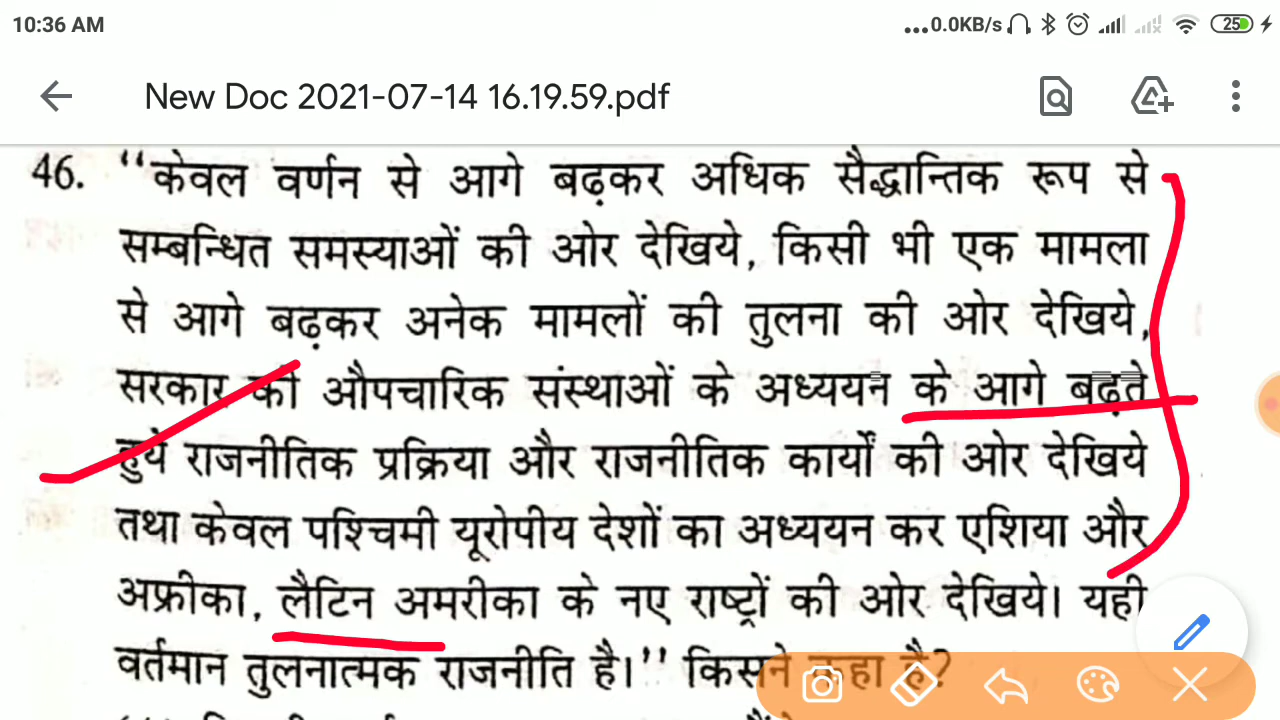 10:36 AM
...0.0KB/s
25
New Doc 2021-07-14 16.19.59.pdf
46. “केवल वर्णन से आगे बढ़कर अधिक सैद्धान्तिक रूप से
सम्बन्धित समस्याओं की ओर देखिये, किसी भी एक मामला
से आगे बढ़कर अनेक मामलों की तुलना की ओर देखिये,
सरकार की औपचारिक संस्थाओं के अध्ययन के आगे बढ़ते
हुये राजनीतिक प्रक्रिया और राजनीतिक कार्यों की ओर देखिये
तथा केवल पश्चिमी यूरोपीय देशों का अध्ययन कर एशिया और
अफ्रीका, लैटिन अमरीका के नए राष्ट्रों की ओर देखिये। यही
वर्तमान तुलनात्मक राजनीति है।” किसने कहा है?